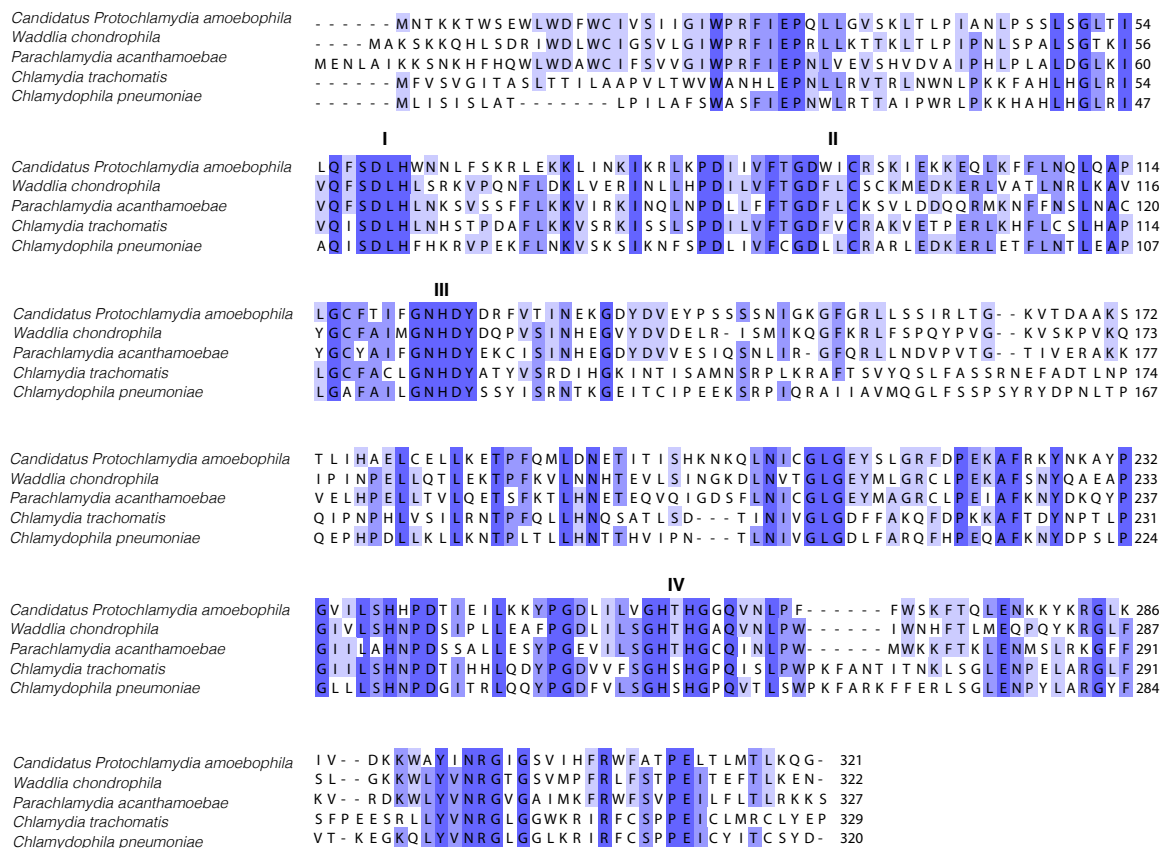 Candidatus Protochlamydia amoebophila ------MNTKKTWSEWLWDFWCIVSIIGIWPRFIEPQLLGVSKLTLPIANLPSSLSGLTI 54
Waddlia chondrophila ----MAKSKKQHLSDRIWDLWCIGSVLGIWPRFIEPRLLKTTKLTLPIPNLSPALSGTKI 56
Parachlamydia acanthamoebae MENLAIKKSNKHFHQWLWDAWCIFSVVGIWPRFIEPNLVEVSHVDVAIPHLPLALDGLKI 60
Chlamydia trachomatis ------MFVSVGITASLTTILAAPVLTWVWANHLEPNLLRVTRLNWNLPKKFAHLHGLRI 54
Chlamydophila pneumoniae ------MLISISLAT-------LPILAFSWASFIEPNWLRTTAIPWRLPKKHAHLHGLRI 47
I II
Candidatus Protochlamydia amoebophila LQFSDLHWNNLFSKRLEKKLINKIKRLKPDIIVFTGDWICRSKIEKKEQLKFFLNQLQAP 114
Waddlia chondrophila VQFSDLHLSRKVPQNFLDKLVERINLLHPDILVFTGDFLCSCKMEDKERLVATLNRLKAV 116
Parachlamydia acanthamoebae VQFSDLHLNKSVSSFFLKKVIRKINQLNPDLLFFTGDFLCKSVLDDQQRMKNFFNSLNAC 120
Chlamydia trachomatis VQISDLHLNHSTPDAFLKKVSRKISSLSPDILVFTGDFVCRAKVETPERLKHFLCSLHAP 114
Chlamydophila pneumoniae AQISDLHFHKRVPEKFLNKVSKSIKNFSPDLIVFCGDLLCRARLEDKERLETFLNTLEAP 107
III
Candidatus Protochlamydia amoebophila LGCFTIFGNHDYDRFVTINEKGDYDVEYPSSSSNIGKGFGRLLSSIRLTG--KVTDAAKS 172
Waddlia chondrophila YGCFAIMGNHDYDQPVSINHEGVYDVDELR-ISMIKQGFKRLFSPQYPVG--VKSKPVKQ 173
Parachlamydia acanthamoebae YGCYAIFGNHDYEKCISINHEGDYDVVESIQSNLIR-GFQRLLNDVPVTG--TIVERAKK 177
Chlamydia trachomatis LGCFACLGNHDYATYVSRDIHGKINTISAMNSRPLKRAFTSVYQSLFASSRNEFADTLNP 174
Chlamydophila pneumoniae LGAFAILGNHDYSSYISRNTKGEITCIPEEKSRPIQRAIIAVMQGLFSSPSYRYDPNLTP 167
Candidatus Protochlamydia amoebophila TLIHAELCELLKETPFQMLDNETITISHKNKQLNICGLGEYSLGRFDPEKAFRKYNKAYP 232
Waddlia chondrophila IPINPELLQTLEKTPFKVLNNHTEVLSINGKDLNVTGLGEYMLGRCLPEKAFSNYQAEAP 233
Parachlamydia acanthamoebae VELHPELLTVLQETSFKTLHNETEQVQIGDSFLNICGLGEYMAGRCLPEIAFKNYDKQYP 237
Chlamydia trachomatis QIPNPHLVSILRNTPFQLLHNQSATLSD---TINIVGLGDFFAKQFDPKKAFTDYNPTLP 231
Chlamydophila pneumoniae QEPHPDLLKLLKNTPLTLLHNTTHVIPN---TLNIVGLGDLFARQFHPEQAFKNYDPSLP 224
IV
Candidatus Protochlamydia amoebophila GVILSHHPDTIEILKKYPGDLILVGHTHGGQVNLPF------FWSKFTQLENKKYKRGLK 286
Waddlia chondrophila GIVLSHNPDSIPLLEAFPGDLILSGHTHGAQVNLPW------IWNHFTLMEQPQYKRGLF 287
Parachlamydia acanthamoebae GIILAHNPDSSALLESYPGEVILSGHTHGCQINLPW------MWKKFTKLENMSLRKGFF 291
Chlamydia trachomatis GIILSHNPDTIHHLQDYPGDVVFSGHSHGPQISLPWPKFANTITNKLSGLENPELARGLF 291
Chlamydophila pneumoniae GLLLSHNPDGITRLQQYPGDFVLSGHSHGPQVTLSWPKFARKFFERLSGLENPYLARGYF 284
Candidatus Protochlamydia amoebophila IV--DKKWAYINRGIGSVIHFRWFATPELTLMTLKQG- 321
Waddlia chondrophila SL--GKKWLYVNRGTGSVMPFRLFSTPEITEFTLKEN- 322
Parachlamydia acanthamoebae KV--RDKWLYVNRGVGAIMKFRWFSVPEILFLTLRKKS 327
Chlamydia trachomatis SFPEESRLLYVNRGLGGWKRIRFCSPPEICLMRCLYEP 329
Chlamydophila pneumoniae VT-KEGKQLYVNRGLGGLKRIRFCSPPEICYITCSYD- 320